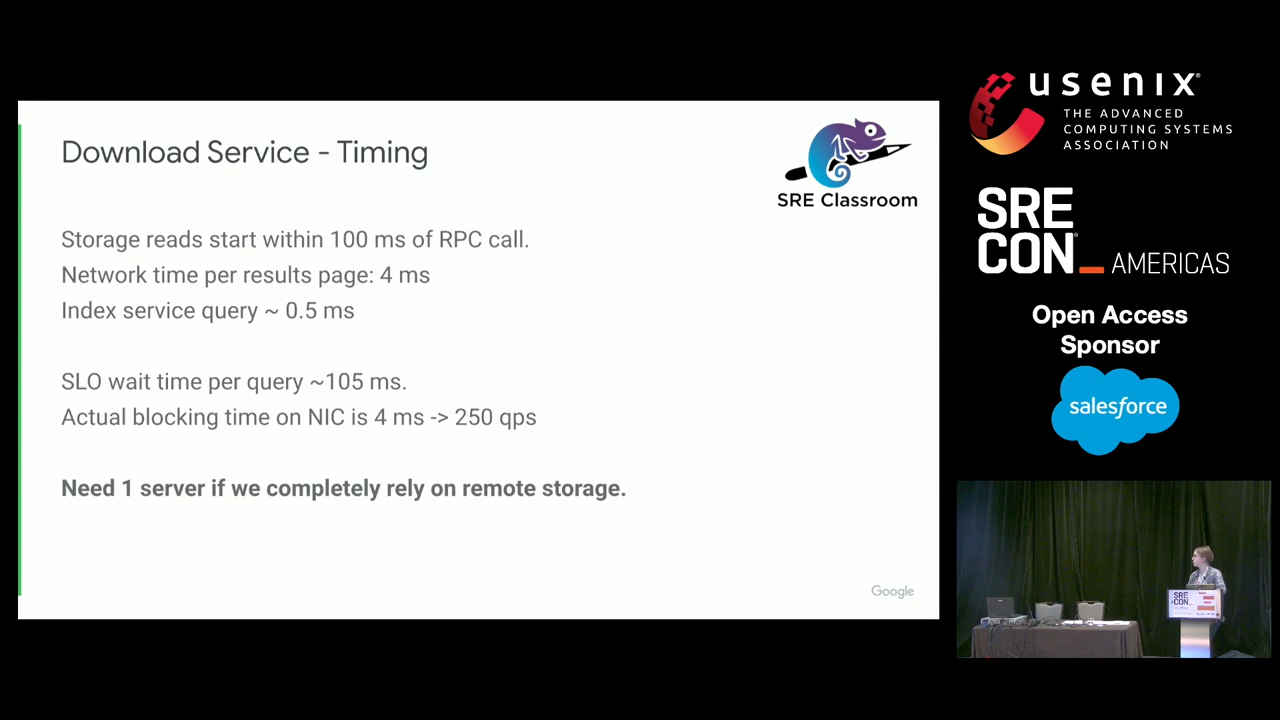 Download Service - Timing
SRE Classroom
Storage reads start within 100 ms of RPC call.
Network time per results page: 4 ms
Index service query ~ 0.5 ms
SLO wait time per query ~105 ms.
Actual blocking time on NIC is 4 ms -> 250 qps
Need 1 server if we completely rely on remote storage.
Google
usenix®
THE ADVANCED
COMPUTING SYSTEMS
ASSOCIATION
SRE
CON
AMERICAS
Open Access
Sponsor
salesforce
SRE
CON